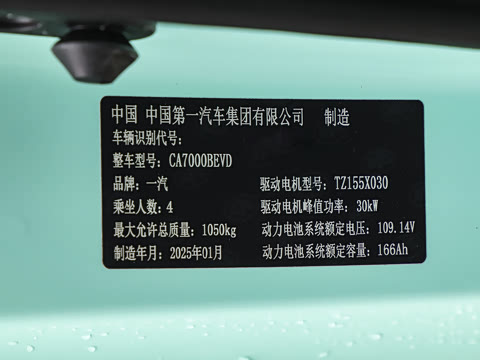 中国 中国第一汽车集团有限公司 制造
车辆识别代号:
整车型号: CA7000BEVD
品牌: 一汽 驱动电机型号: TZ155X030
乘坐人数: 4 驱动电机峰值功率: 30kW
最大允许总质量: 1050kg 动力电池系统额定电压: 109.14V
制造年月: 2025年01月 动力电池系统额定容量: 166Ah